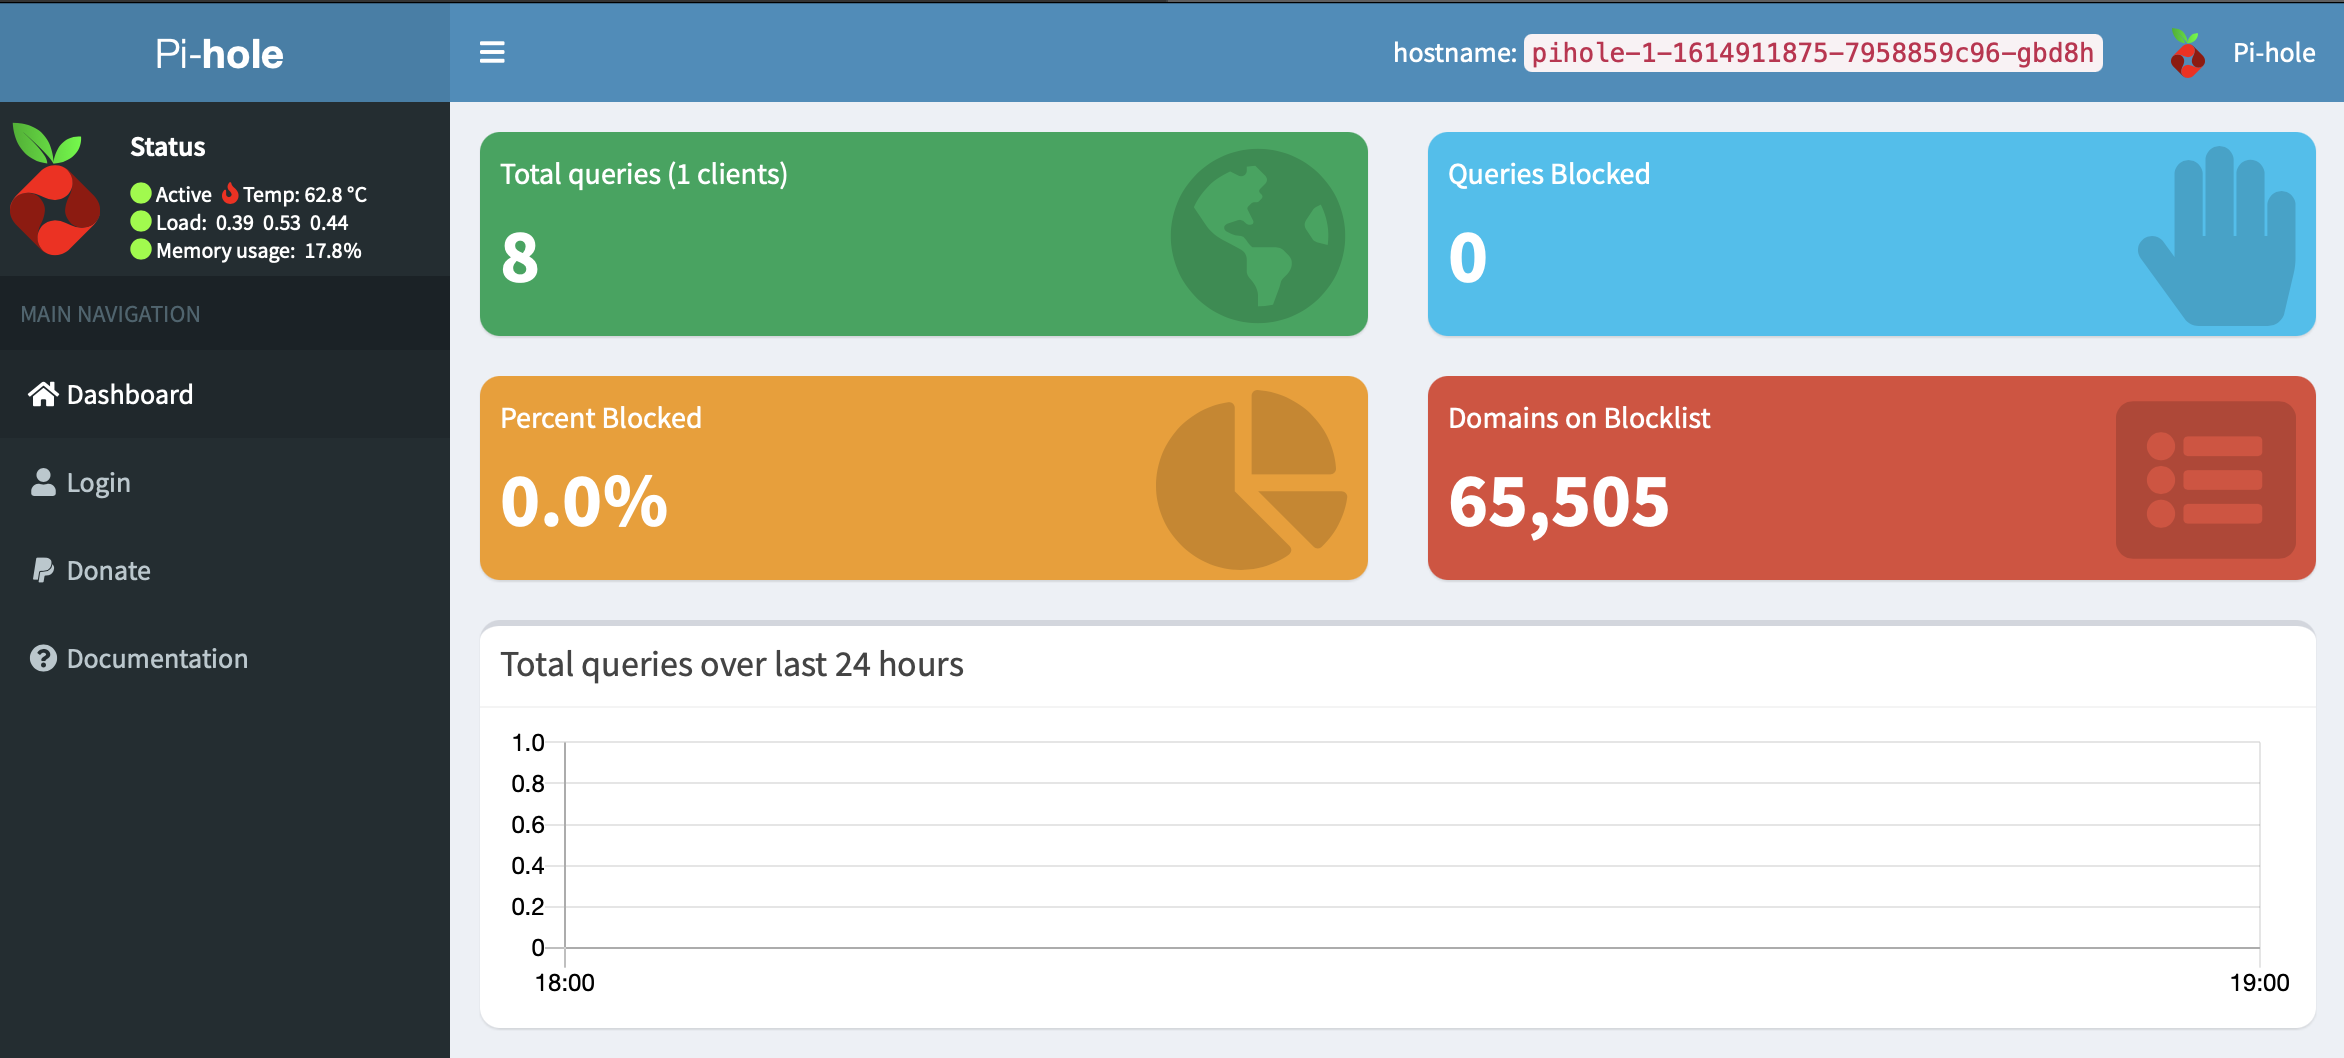 Pi-hole
hostname: pihole-1-1614911875-7958859c96-gbd8h
Pi-hole
Status
Active Temp: 62.8 °C
Load: 0.39 0.53 0.44
Memory usage: 17.8%
MAIN NAVIGATION
Dashboard
Login
Donate
Documentation
Total queries (1 clients)
8
Queries Blocked
0
Percent Blocked
0.0%
Domains on Blocklist
65,505
Total queries over last 24 hours
1.0
0.8
0.6
0.4
0.2
0
18:00 19:00